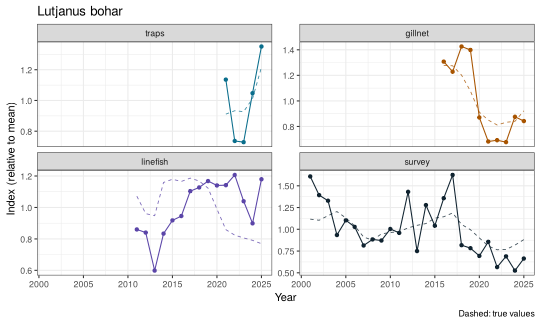 Lutjanus bohar
traps
gillnet
1.2
1.0
0.8
1.4
1.2
1.0
0.8
linefish
survey
1.2
1.0
0.8
0.6
1.50
1.25
1.00
0.75
0.50
2000 2005 2010 2015 2020 2025
2000 2005 2010 2015 2020 2025
Index (relative to mean)
Year
Dashed: true values